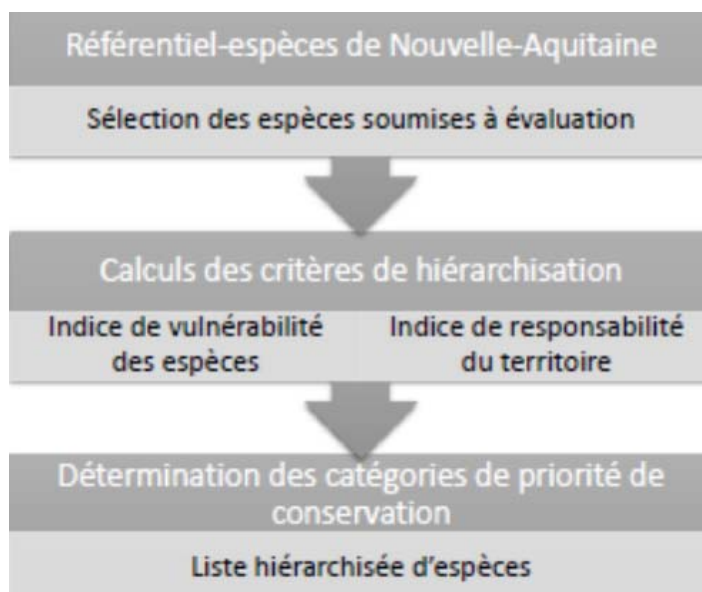 Référentiel-espèces de Nouvelle-Aquitaine
Sélection des espèces soumises à évaluation
Calculs des critères de hiérarchisation
Indice de vulnérabilité
des espèces
Indice de responsabilité
du territoire
Détermination des catégories de priorité de
conservation
Liste hiérarchisée d'espèces